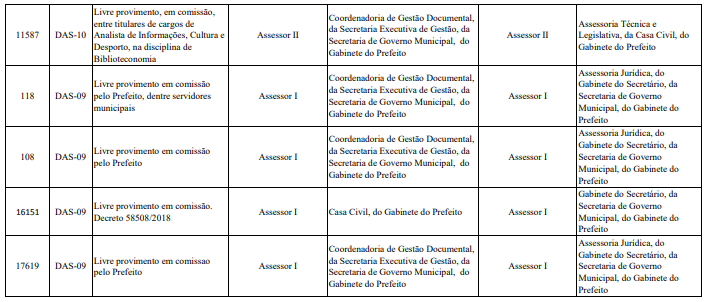 11587
DAS-10
Livre provimento, em comissão,
entre titulares de cargos de
Analista de Informações, Cultura e
Desporto, na disciplina de
Biblioteconomia
Assessor II
Coordenadoria de Gestão Documental,
da Secretaria Executiva de Gestão, da
Secretaria de Governo Municipal, do
Gabinete do Prefeito
Assessor II
Assessoria Técnica e
Legislativa, da Casa Civil, do
Gabinete do Prefeito
118
DAS-09
Livre provimento em comissão
pelo Prefeito, dentre servidores
municipais
Assessor I
Coordenadoria de Gestão Documental,
da Secretaria Executiva de Gestão, da
Secretaria de Governo Municipal, do
Gabinete do Prefeito
Assessor I
Assessoria Jurídica, do
Gabinete do Secretário, da
Secretaria de Governo
Municipal, do Gabinete do
Prefeito
108
DAS-09
Livre provimento em comissão
pelo Prefeito
Assessor I
Coordenadoria de Gestão Documental,
da Secretaria Executiva de Gestão, da
Secretaria de Governo Municipal, do
Gabinete do Prefeito
Assessor I
Assessoria Jurídica, do
Gabinete do Secretário, da
Secretaria de Governo
Municipal, do Gabinete do
Prefeito
16151
DAS-09
Livre provimento em comissão.
Decreto 58508/2018
Assessor I
Casa Civil, do Gabinete do Prefeito
Assessor I
Gabinete do Secretário, da
Secretaria de Governo
Municipal, do Gabinete do
Prefeito
17619
DAS-09
Livre provimento em comissao
pelo Prefeito
Assessor I
Coordenadoria de Gestão Documental,
da Secretaria Executiva de Gestão, da
Secretaria de Governo Municipal, do
Gabinete do Prefeito
Assessor I
Assessoria Jurídica, do
Gabinete do Secretário, da
Secretaria de Governo
Municipal, do Gabinete do
Prefeito